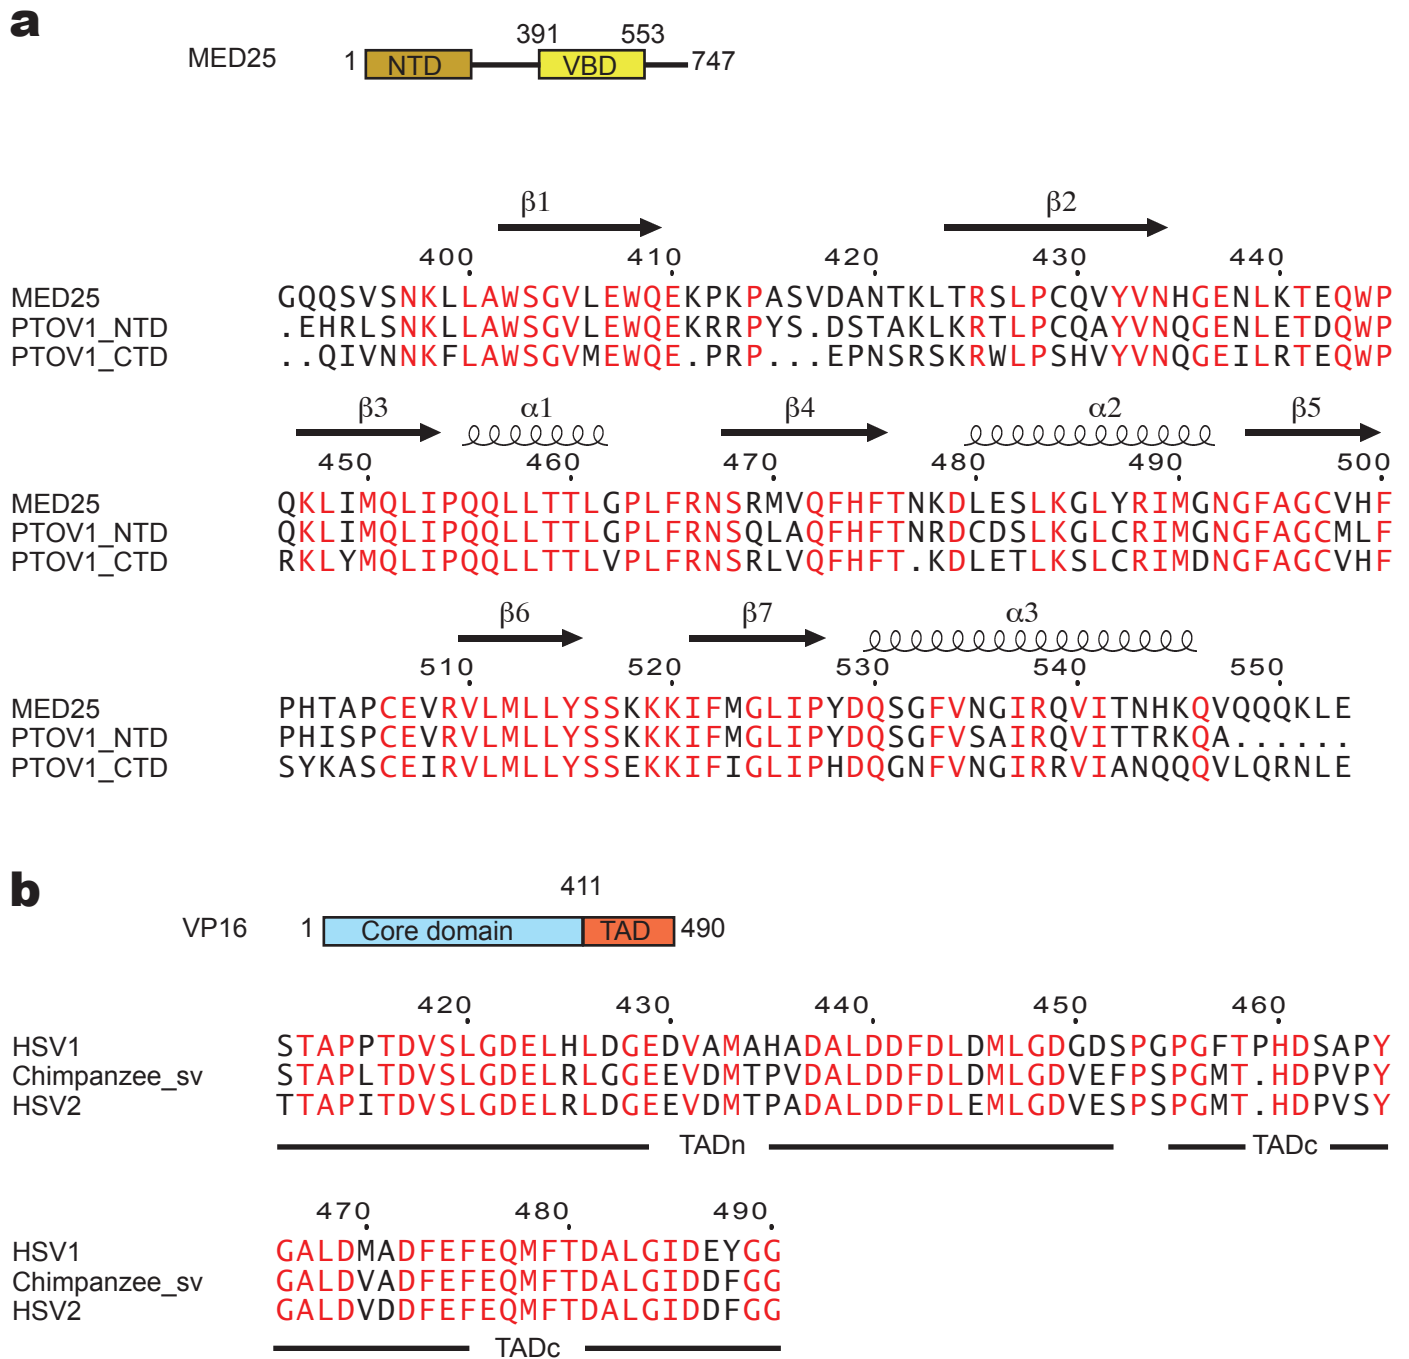 a
391 553
MED25 1 NTD VBD 747
β1 β2
400 410 420 430 440
MED25 GQQSVSNKLLAWSGVLEWQEKPKPASVDANTKLTRSLPCQVYVNHGENLKTEQWP
PTOV1_NTD .EHRLSNKLLAWSGVLEWQEKRRPYS.DSTAKLKRTLPCQAYVNQGENLETDQWP
PTOV1_CTD ..QIVNNKFLAWSGVMEWQE.PRP...EPNSRSKRWLPSHVYVNQGEILRTEQWP
β3 α1 β4 α2 β5
450 460 470 480 490 500
MED25 QKLIMQLIPQQLLTTLGPLFRNSRMVQFHFTNKDLESLKGLYRIMGNGFAGCVHF
PTOV1_NTD QKLIMQLIPQQLLTTLGPLFRNSQLAQFHFTNRDCDSLKGLCRIMGNGFAGCMLF
PTOV1_CTD RKLYMQLIPQQLLTTLVPLFRNSRLVQFHFT.KDLETLKSLCRIMDNGFAGCVHF
β6 β7 α3
510 520 530 540 550
MED25 PHTAPCEVRVLMLLYSSKKKIFMGLIPYDQSGFVNGIRQVITNHKQVQQQKLE
PTOV1_NTD PHISPCEVRVLMLLYSSKKKIFMGLIPYDQSGFVSAIRQVITTRKQA......
PTOV1_CTD SYKASCEIRVLMLLYSSEKKIFIGLIPHDQGNFVNGIRRVIANQQQVLQRNLE
b
411
VP16 1 Core domain TAD 490
420 430 440 450 460
HSV1 STAPPTDVSLGDELHLDGEDVAMAHADALDDFDLDMLGDGDSPGPGFTPHDSAPY
Chimpanzee_sv STAPLTDVSLGDELRLGGEEVDMTPVDALDDFDLDMLGDVEFPSPGMT.HDPVPY
HSV2 TTAPITDVSLGDELRLDGEEVDMTPADALDDFDLEMLGDVESPSPGMT.HDPVSY
TADn TADc
470 480 490
HSV1 GALDMADFEFEQMFTDALGIDEYGG
Chimpanzee_sv GALDVADFEFEQMFTDALGIDDFGG
HSV2 GALDVDDFEFEQMFTDALGIDDFGG
TADc